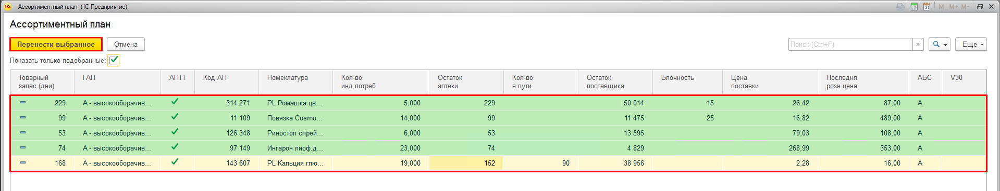 Ассортиментный план (1С:Предприятие)
M M+ M-
Ассортиментный план
Перенести выбранное Отмена Поиск (Ctrl+F) × Еще
Показать только подобранные:
Товарный запас (дни) ГАП АПТТ Код АП Номеклатура Кол-во инд.потреб Остаток аптеки Кол-во в пути Остаток поставщика Блочность Цена поставки Последня розн.цена АБС V30
229 А - высокооборачив... 314 271 PL Ромашка цв... 5,000 229 50 014 15 26,42 87,00 А
99 А - высокооборачив... 11 109 Повязка Cosmo... 14,000 99 11 475 25 16,82 489,00 А
53 А - высокооборачив... 126 348 Риностоп спрей... 6,000 53 13 595 79,03 108,00 А
74 А - высокооборачив... 97 149 Ингарон лиоф.д... 23,000 74 4 829 268,99 353,00 А
168 А - высокооборачив... 143 607 PL Кальция глю... 19,000 152 90 38 956 2,28 16,00 А